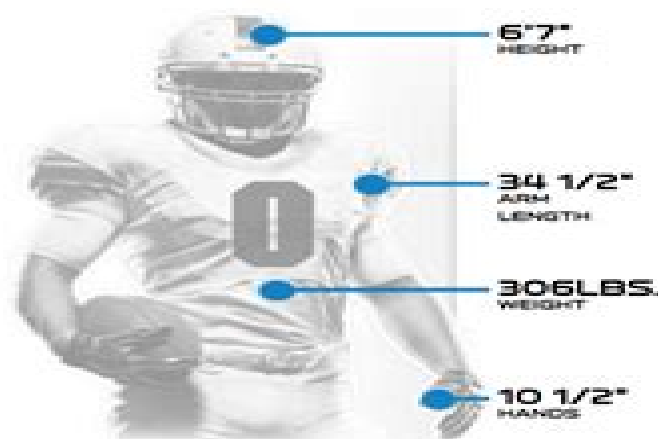 6'7"
HEIGHT
0
34 1/2"
ARM
LENGTH
306LBS.
WEIGHT
10 1/2"
HANDS